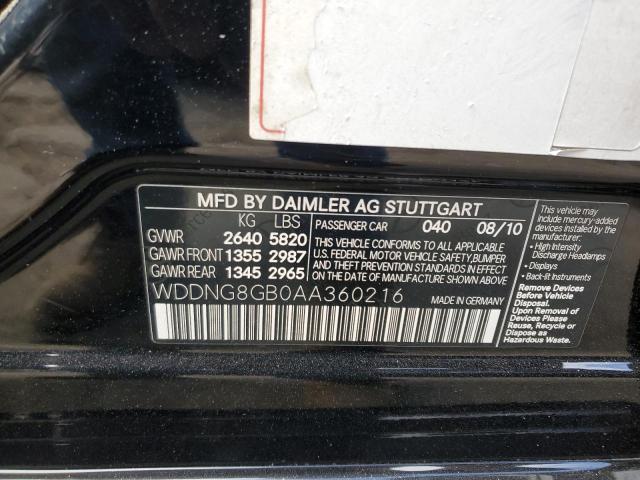 MFD BY DAIMLER AG STUTTGART
KG LBS
GVWR 2640 5820
GAWR FRONT 1355 2987
GAWR REAR 1345 2965
PASSENGER CAR 040 08/10
THIS VEHICLE CONFORMS TO ALL APPLICABLE
U.S. FEDERAL MOTOR VEHICLE SAFETY, BUMPER
AND THEFT PREVENTION STANDARDS IN EFFECT
ON THE DATE OF MANUFACTURE SHOWN ABOVE.
WDDNG8GB0AA360216 MADE IN GERMANY
This vehicle may
include mercury-added
devices installed by the
manufacturer:
• High Intensity
Discharge Headlamps
• Displays
• Back-lit Instruments
Remove Devices
Before Vehicle Disposal.
Upon Removal of
Devices Please Reuse,
Recycle or Dispose as
Hazardous Waste.